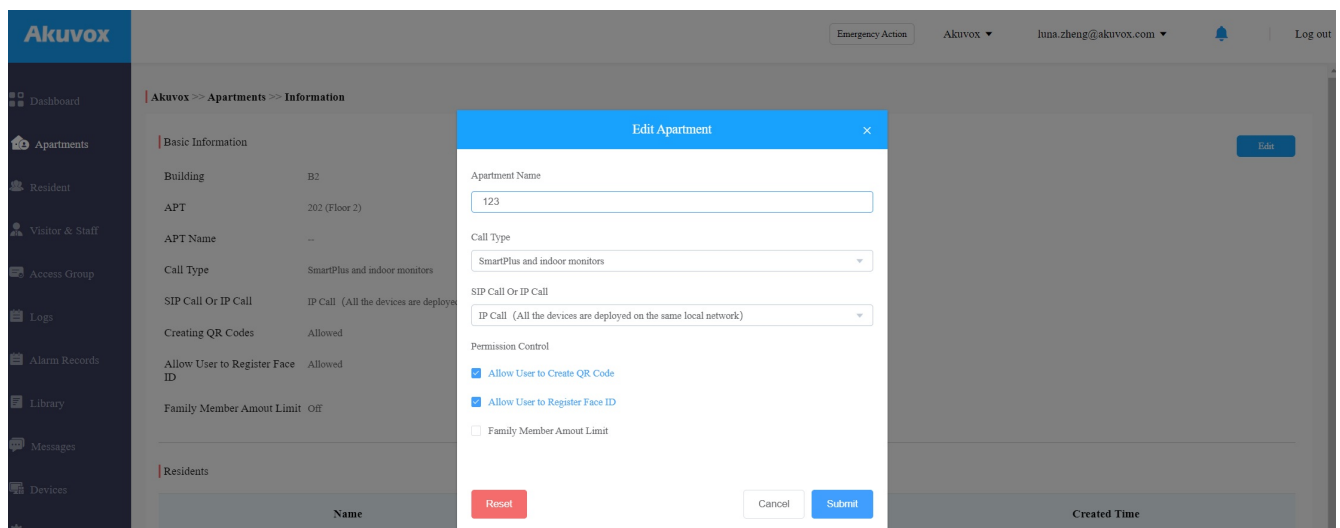 Akuvox
Emergency Action
Akuvox
luna.zheng@akuvox.com
Log out
Dashboard
Apartments
Resident
Visitor & Staff
Access Group
Logs
Alarm Records
Library
Messages
Devices
Akuvox >> Apartments >> Information
Basic Information
Edit
Building B2
APT 202 (Floor 2)
APT Name --
Call Type SmartPlus and indoor monitors
SIP Call Or IP Call IP Call (All the devices are deployed
Creating QR Codes Allowed
Allow User to Register Face Allowed
ID
Family Member Amout Limit Off
Residents
Name
Created Time
Edit Apartment ×
Apartment Name
123
Call Type
SmartPlus and indoor monitors
SIP Call Or IP Call
IP Call (All the devices are deployed on the same local network)
Permission Control
Allow User to Create QR Code
Allow User to Register Face ID
Family Member Amout Limit
Reset
Cancel
Submit